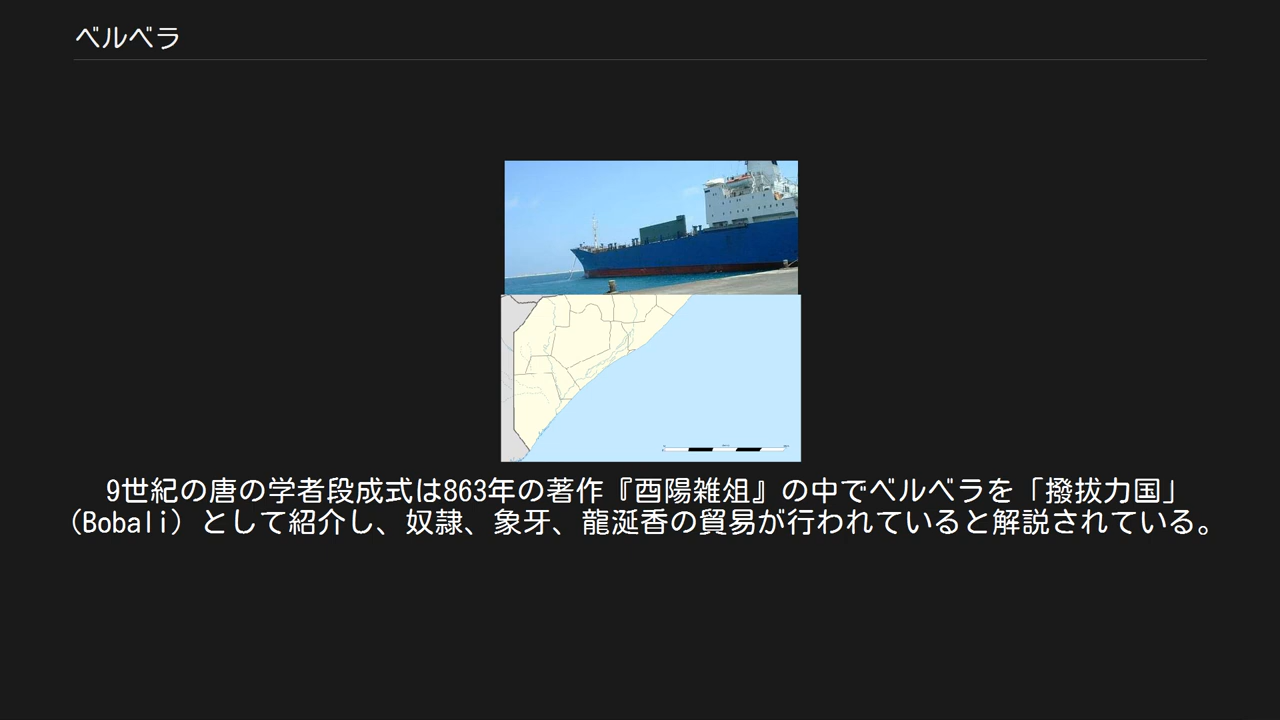 ベルベラ
9世紀の唐の学者段成式は863年の著作『酉陽雑俎』の中でベルベラを「撥拔力国」
(Bobali) として紹介し、奴隷、象牙、龍涎香の貿易が行われていると解説されている。